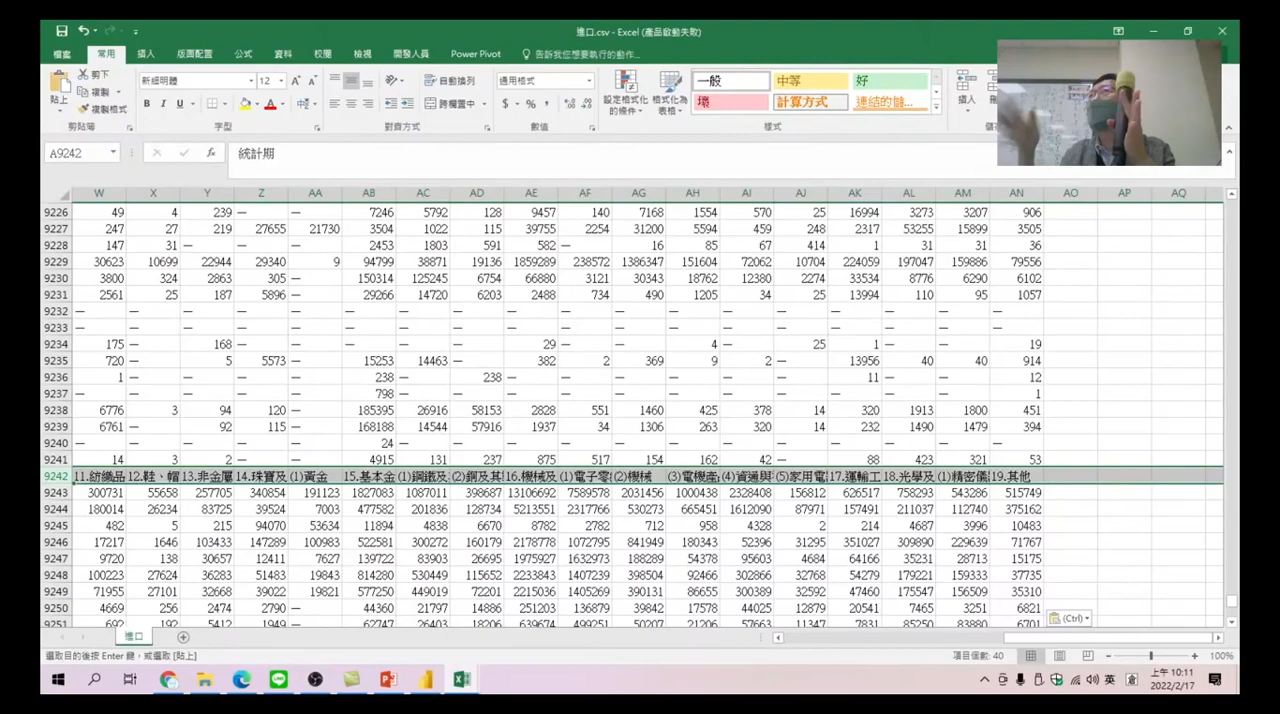 進口.csv - Excel (產品啟動失敗)
檔案 常用 插入 版面配置 公式 資料 校閱 檢視 開發人員 Power Pivot 告訴我您想要執行的動作...
剪下 新細明體 12 自動換列 通用格式 一般 中等 好
貼上 複製 設定格式化的條件 格式化為表格 插入
複製格式 B I U 跨欄置中 $ % 壞 計算方式 連結的儲...
剪貼簿 字型 對齊方式 數值 樣式
A9242 fx 統計期
W X Y Z AA AB AC AD AE AF AG AH AI AJ AK AL AM AN AO AP AQ
9226 49 4 239 — — 7246 5792 128 9457 140 7168 1554 570 25 16994 3273 3207 906
9227 247 27 219 27655 21730 3504 1022 115 39755 2254 31200 5594 459 248 2317 53255 15899 3505
9228 147 31 — — — 2453 1803 591 582 — 16 85 67 414 1 31 31 36
9229 30623 10699 22944 29340 9 94799 38871 19136 1859289 238572 1386347 151604 72062 10704 224059 197047 159886 79556
9230 3800 324 2863 305 — 150314 125245 6754 66880 3121 30343 18762 12380 2274 33534 8776 6290 6102
9231 2561 25 187 5896 — 29266 14720 6203 2488 734 490 1205 34 25 13994 110 95 1057
9232 — — — — — — — — — — — — — — — — — —
9233 — — — — — — — — — — — — — — — — — —
9234 175 — 168 — — — — — 29 — — 4 — 25 1 — — 19
9235 720 — 5 5573 — 15253 14463 — 382 2 369 9 2 — 13956 40 40 914
9236 1 — — — — 238 — 238 — — — — — — 11 — — 12
9237 — — — — — 798 — — — — — — — — — — — 1
9238 6776 3 94 120 — 185395 26916 58153 2828 551 1460 425 378 14 320 1913 1800 451
9239 6761 — 92 115 — 168188 14544 57916 1937 34 1306 263 320 14 232 1490 1479 394
9240 — — — — — 24 — — — — — — — — — — — —
9241 14 3 2 — — 4915 131 237 875 517 154 162 42 — 88 423 321 53
9242 11.紡織品 12.鞋、帽 13.非金屬 14.珠寶及 (1)黃金 15.基本金 (1)鋼鐵及 (2)銅及其 16.機械及 (1)電子零 (2)機械 (3)電機產 (4)資通與 (5)家用電 17.運輸工 18.光學及 (1)精密儀 19.其他
9243 300731 55658 257705 340854 191123 1827083 1087011 398687 13106692 7589578 2031456 1000438 2328408 156812 626517 758293 543286 515749
9244 210014 26234 83725 39524 7003 477582 201836 128734 5213551 2317766 530273 665451 1612090 87971 157491 211037 112740 375162
9245 482 5 215 94070 53634 11894 4838 6670 8782 2782 712 958 4328 2 214 4687 3996 10483
9246 17217 1646 103433 147289 100983 522581 300272 160179 2178778 1072795 841949 180343 52396 31295 351027 309890 229679 71767
9247 9720 138 30657 12411 7627 139722 83903 26695 1975927 1632973 188289 54378 95603 4684 64166 35231 28713 15175
9248 100223 27624 36283 51483 19843 814280 530449 115652 2233843 1407239 398504 92466 302866 32768 54279 179221 159333 37735
9249 71955 27101 32668 39022 19821 577250 449019 72201 2215036 1405269 390131 86655 300389 32592 47460 175547 156509 35310
9250 4669 256 2474 2790 — 44360 21797 14886 251203 136879 39842 17578 44025 12879 20541 7465 3251 6821
9251 692 192 5412 1949 — 62747 26403 18206 639674 499251 50207 21206 57663 11347 7831 85250 83880 6701
(Ctrl)
進口
選取目的後按 Enter 鍵，或選取 [貼上] 項目個數: 40 100%
英 上午 10:11
2022/2/17